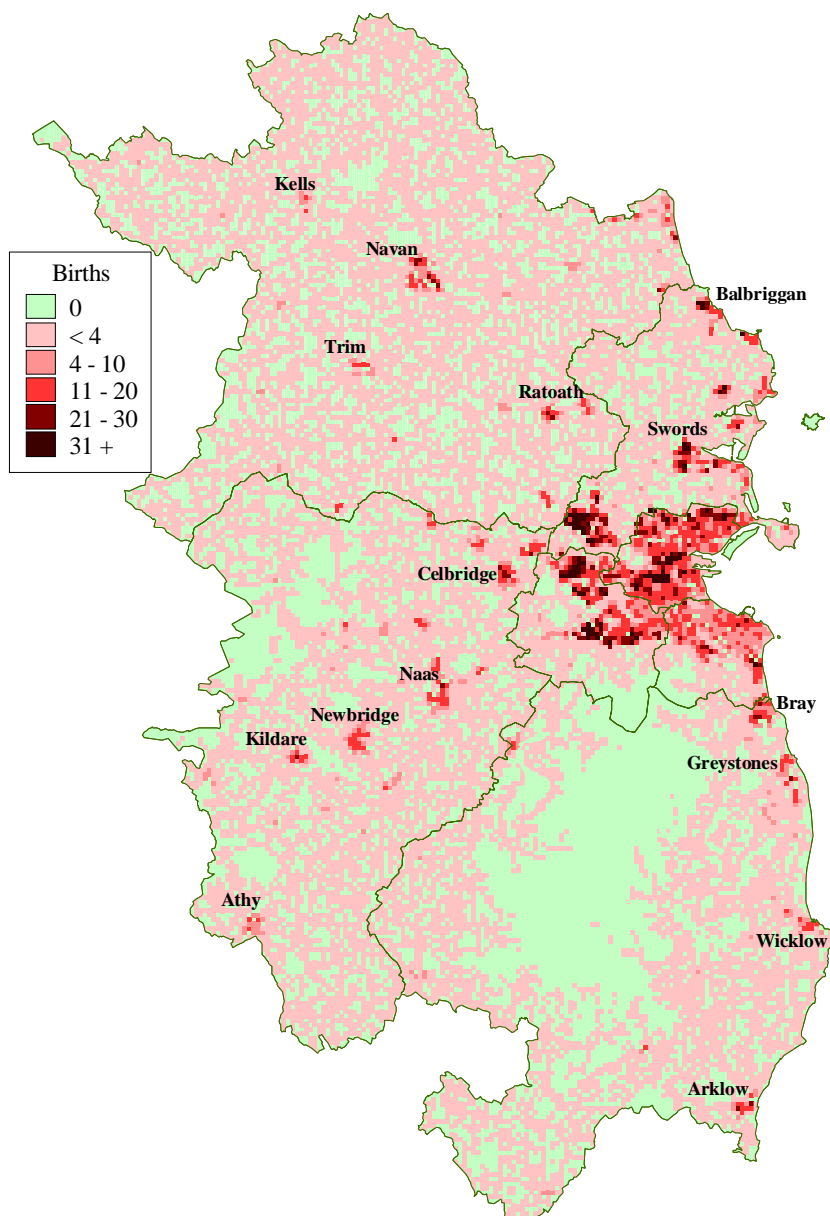 Kells
Navan
Births
0
< 4
4 - 10
11 - 20
21 - 30
31 +
Balbriggan
Trim
Ratoath
Swords
Celbridge
Naas
Newbridge
Kildare
Bray
Greystones
Athy
Wicklow
Arklow